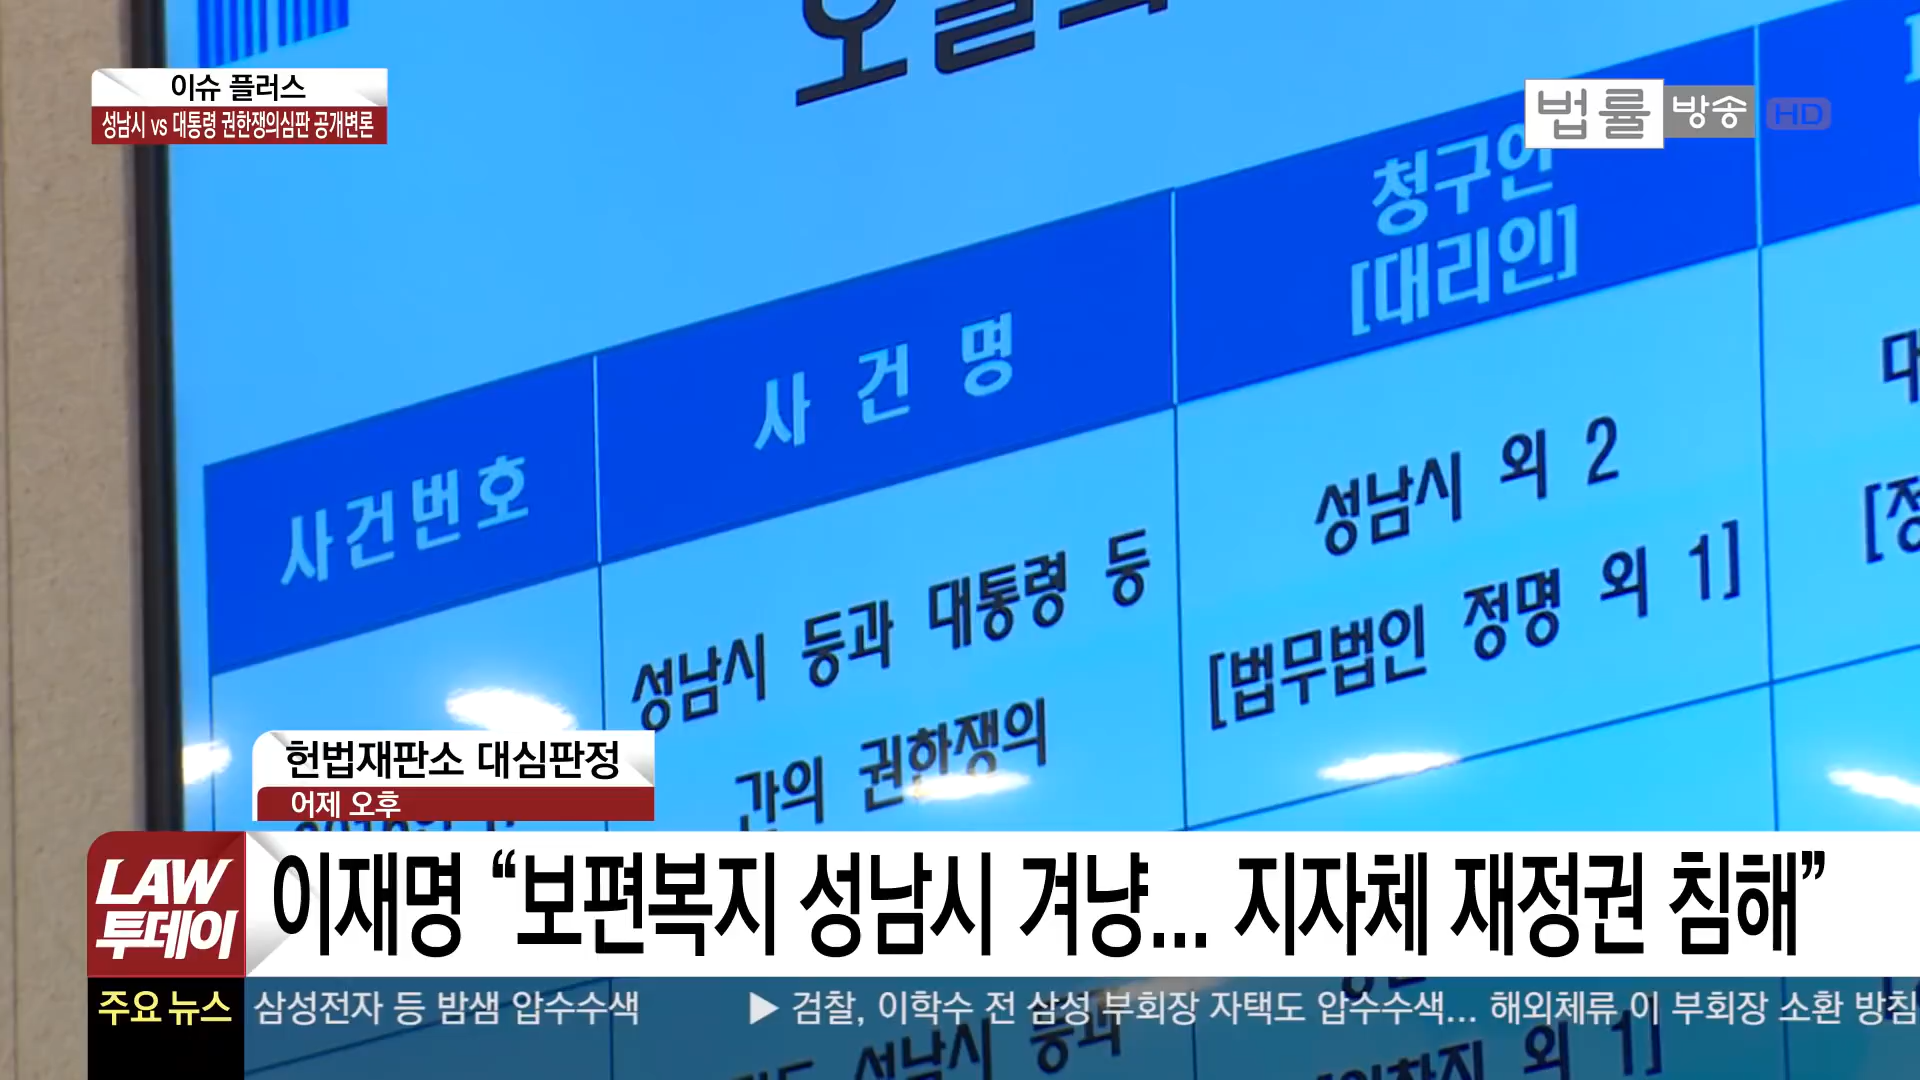 이슈 플러스
성남시 vs 대통령 권한쟁의심판 공개변론
법률방송 HD
청구인
[대리인]
사건명
사건번호
성남시 등과 대통령 등
간의 권한쟁의
성남시 외 2
[법무법인 정명 외 1]
헌법재판소 대심판정
어제 오후
LAW
투데이
이재명 “보편복지 성남시 겨냥... 지자체 재정권 침해”
주요 뉴스
삼성전자 등 밤샘 압수수색 ▶ 검찰, 이학수 전 삼성 부회장 자택도 압수수색... 해외체류 이 부회장 소환 방침
성남시 등과
외 1]